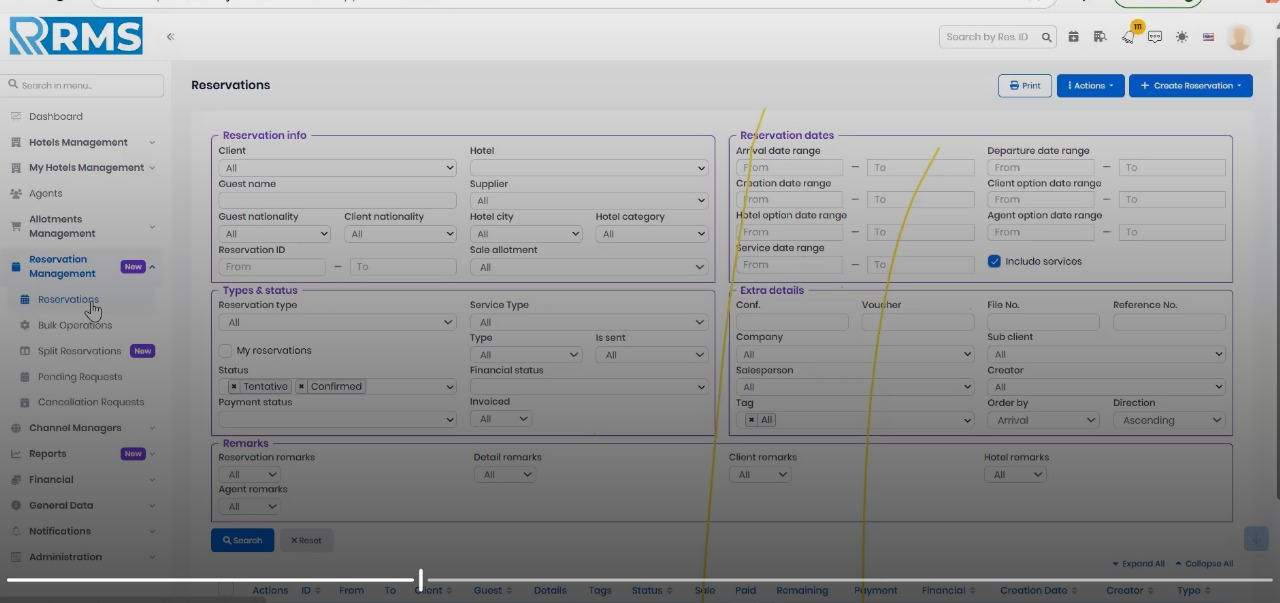 RRMS
Search by Res. ID
111
Search in menu...
Reservations
Print
Actions
+ Create Reservation
Dashboard
Hotels Management
My Hotels Management
Agents
Allotments
Management
Reservation
Management
New
Reservations
Bulk Operations
Split Reservations
New
Pending Requests
Cancellation Requests
Channel Managers
Reports
New
Financial
General Data
Notifications
Administration
Reservation info
Client
Hotel
All
Guest name
Supplier
All
Guest nationality
Client nationality
Hotel city
Hotel category
All
All
All
All
Reservation ID
Sale allotment
From
–
To
All
Reservation dates
Arrival date range
Departure date range
From
–
To
From
–
To
Creation date range
Client option date range
From
–
To
From
–
To
Hotel option date range
Agent option date range
From
–
To
From
–
To
Service date range
From
–
To
Include services
Types & status
Reservation type
Service Type
All
All
Type
Is sent
My reservations
All
All
Status
Financial status
× Tentative
× Confirmed
Payment status
Invoiced
All
Extra details
Conf.
Voucher
File No.
Reference No.
Company
Sub client
All
All
Salesperson
Creator
All
All
Tag
Order by
Direction
× All
Arrival
Ascending
Remarks
Reservation remarks
Detail remarks
Client remarks
Hotel remarks
All
All
All
All
Agent remarks
All
Search
× Reset
Expand All
Collapse All
Actions
ID
From
To
Client
Guest
Details
Tags
Status
Sale
Paid
Remaining
Payment
Financial
Creation Date
Creator
Type